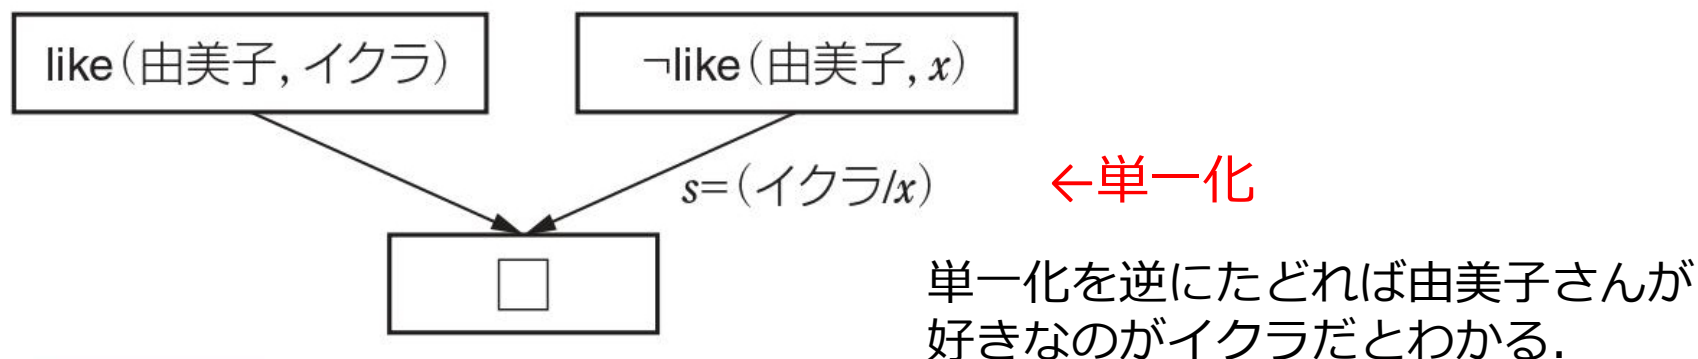 like(由美子, イクラ)
¬like(由美子, x)
s=(イクラ/x)
←単一化
□
単一化を逆にたどれば由美子さんが
好きなのがイクラだとわかる.